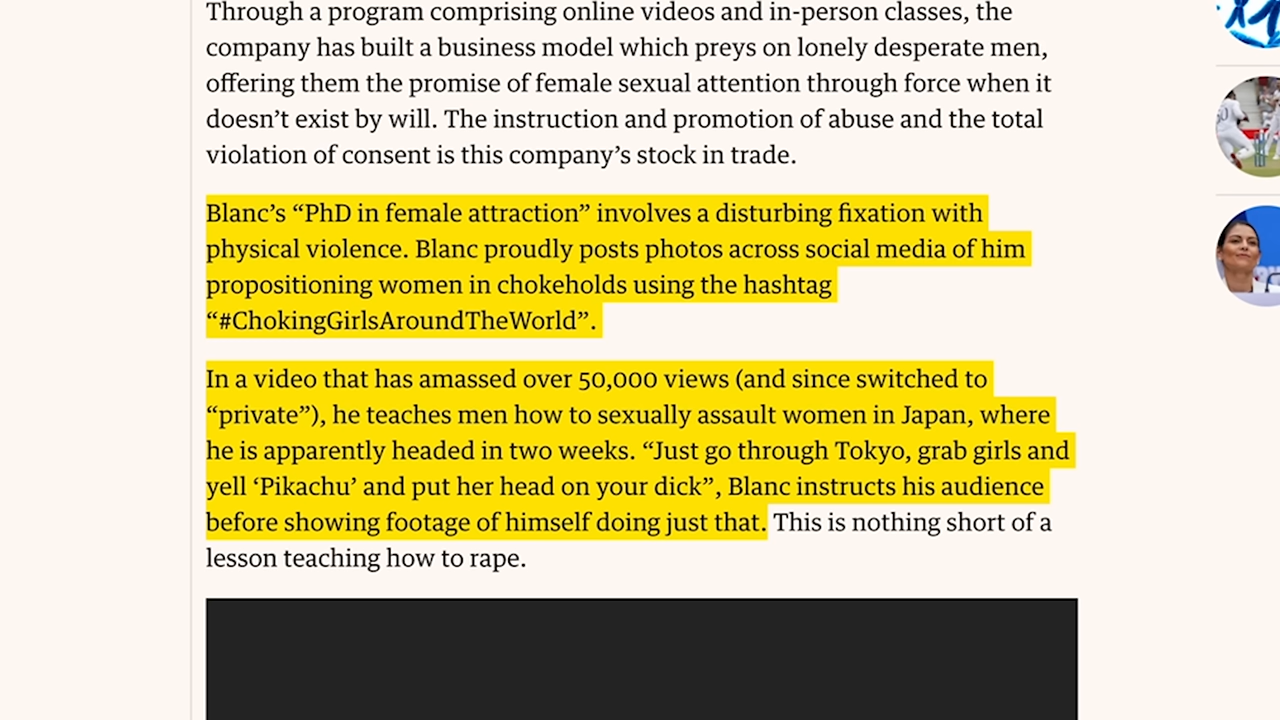 Through a program comprising online videos and in-person classes, the
company has built a business model which preys on lonely desperate men,
offering them the promise of female sexual attention through force when it
doesn’t exist by will. The instruction and promotion of abuse and the total
violation of consent is this company’s stock in trade.
Blanc’s “PhD in female attraction” involves a disturbing fixation with
physical violence. Blanc proudly posts photos across social media of him
propositioning women in chokeholds using the hashtag
“#ChokingGirlsAroundTheWorld”.
In a video that has amassed over 50,000 views (and since switched to
“private”), he teaches men how to sexually assault women in Japan, where
he is apparently headed in two weeks. “Just go through Tokyo, grab girls and
yell ‘Pikachu’ and put her head on your dick”, Blanc instructs his audience
before showing footage of himself doing just that. This is nothing short of a
lesson teaching how to rape.